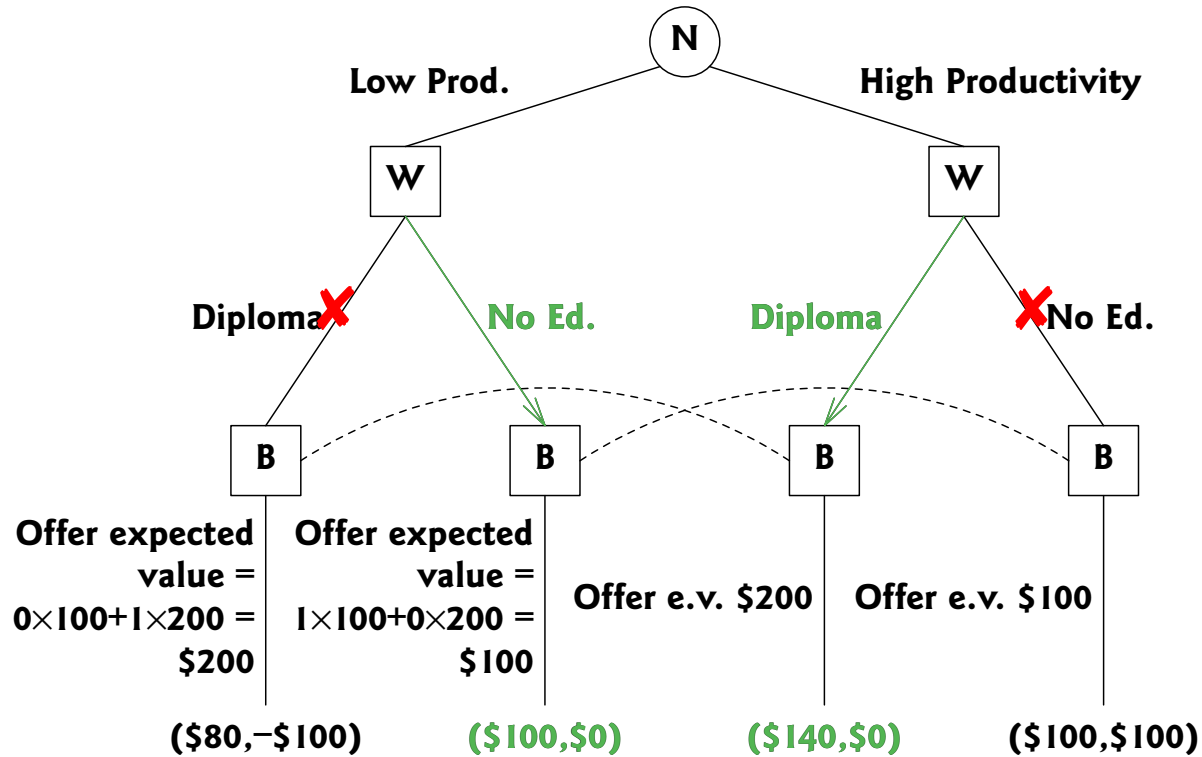 N
Low Prod.
High Productivity
W
W
Diploma
No Ed.
Diploma
No Ed.
B
B
B
B
Offer expected
value =
0×100+1×200 =
$200
Offer expected
value =
1×100+0×200 =
$100
Offer e.v. $200
Offer e.v. $100
($80,−$100)
($100,$0)
($140,$0)
($100,$100)